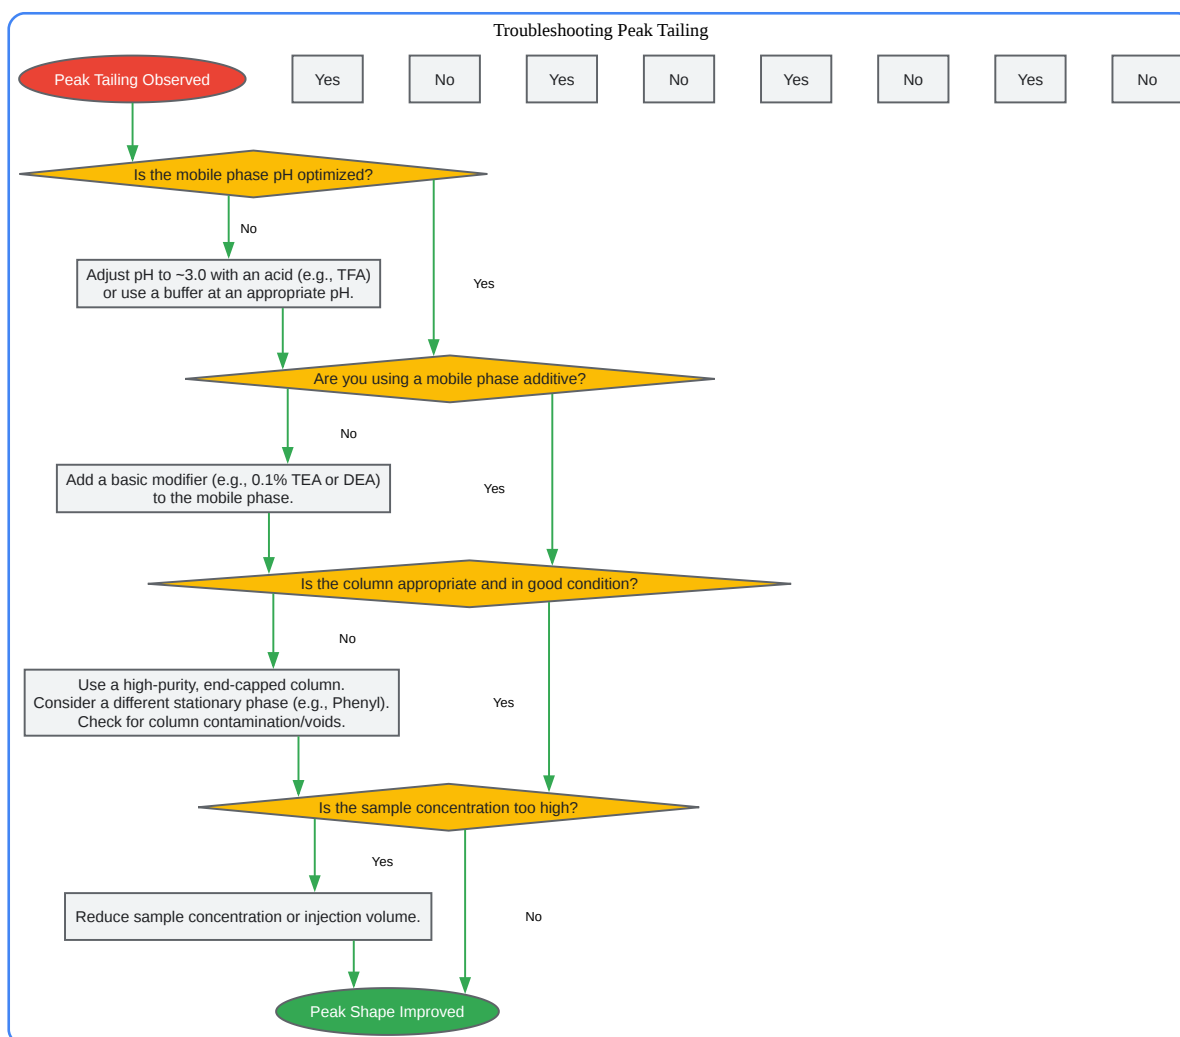 Troubleshooting Peak Tailing
Peak Tailing Observed
Yes
No
Yes
No
Yes
No
Yes
No
Is the mobile phase pH optimized?
No
Adjust pH to ~3.0 with an acid (e.g., TFA)
or use a buffer at an appropriate pH.
Yes
Are you using a mobile phase additive?
No
Add a basic modifier (e.g., 0.1% TEA or DEA)
to the mobile phase.
Yes
Is the column appropriate and in good condition?
No
Use a high-purity, end-capped column.
Consider a different stationary phase (e.g., Phenyl).
Check for column contamination/voids.
Yes
Is the sample concentration too high?
Yes
Reduce sample concentration or injection volume.
No
Peak Shape Improved